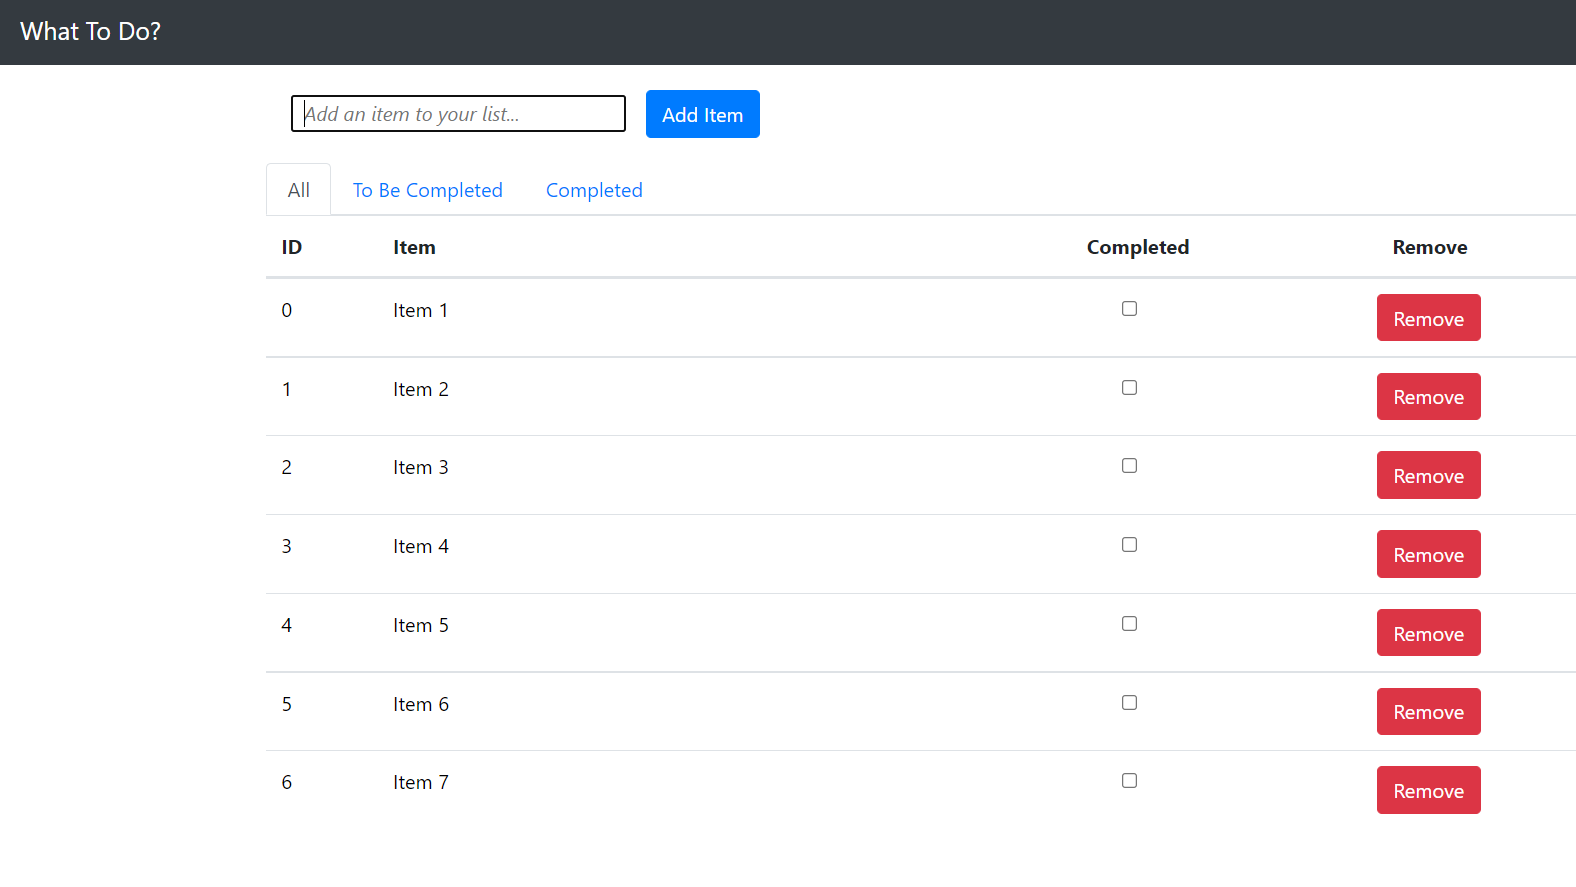 What To Do?
Add an item to your list... Add Item
All To Be Completed Completed
ID Item Completed Remove
0 Item 1 Remove
1 Item 2 Remove
2 Item 3 Remove
3 Item 4 Remove
4 Item 5 Remove
5 Item 6 Remove
6 Item 7 Remove